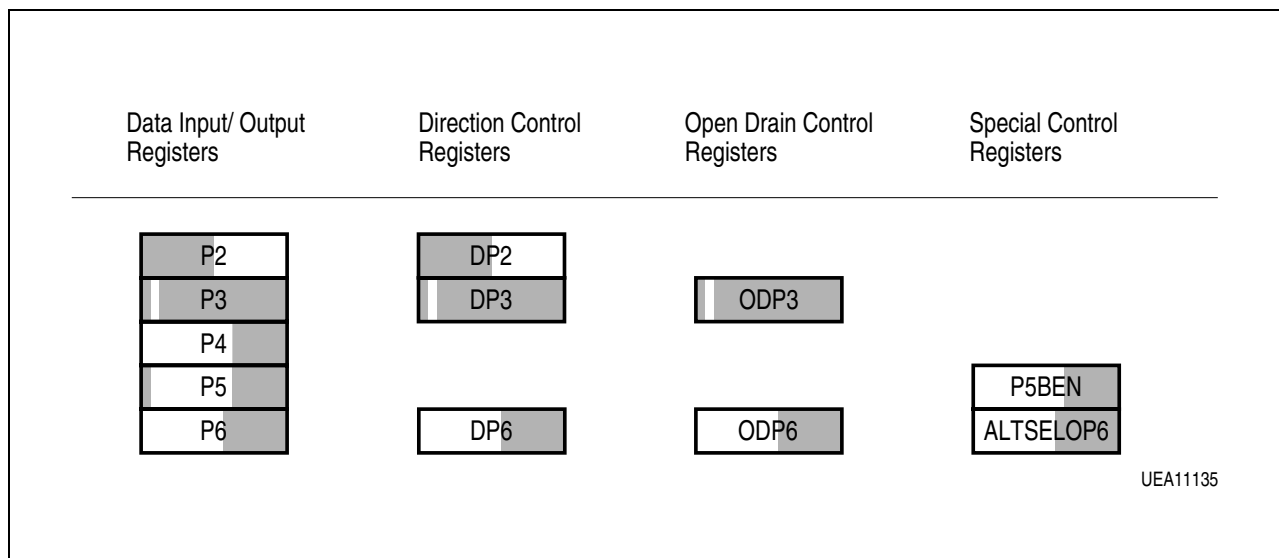 Data Input/ Output
Registers
Direction Control
Registers
Open Drain Control
Registers
Special Control
Registers
P2
DP2
P3
DP3
ODP3
P4
P5
P5BEN
P6
DP6
ODP6
ALTSELOP6
UEA11135